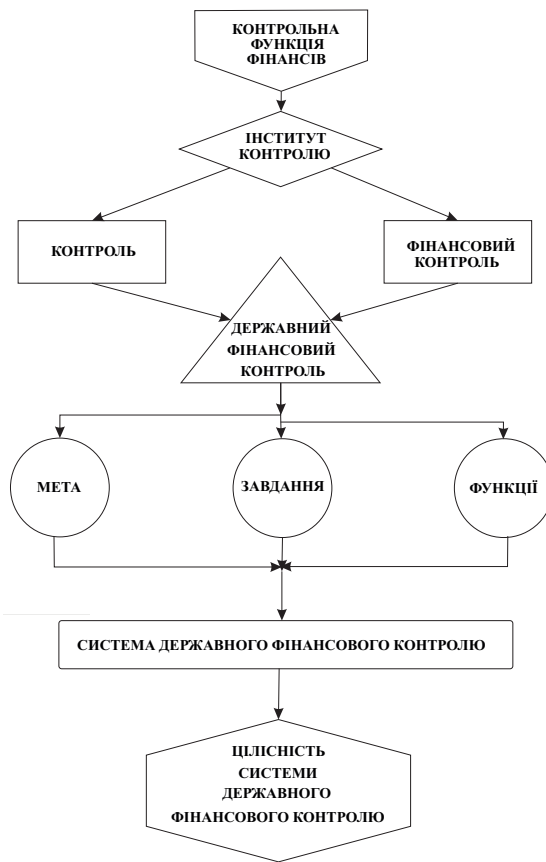 КОНТРОЛЬНА
ФУНКЦІЯ
ФІНАНСІВ
ІНСТИТУТ
КОНТРОЛЮ
КОНТРОЛЬ
ФІНАНСОВИЙ
КОНТРОЛЬ
ДЕРЖАВНИЙ
ФІНАНСОВИЙ
КОНТРОЛЬ
МЕТА
ЗАВДАННЯ
ФУНКЦІЇ
СИСТЕМА ДЕРЖАВНОГО ФІНАНСОВОГО КОНТРОЛЮ
ЦІЛІСНІСТЬ
СИСТЕМИ
ДЕРЖАВНОГО
ФІНАНСОВОГО КОНТРОЛЮ